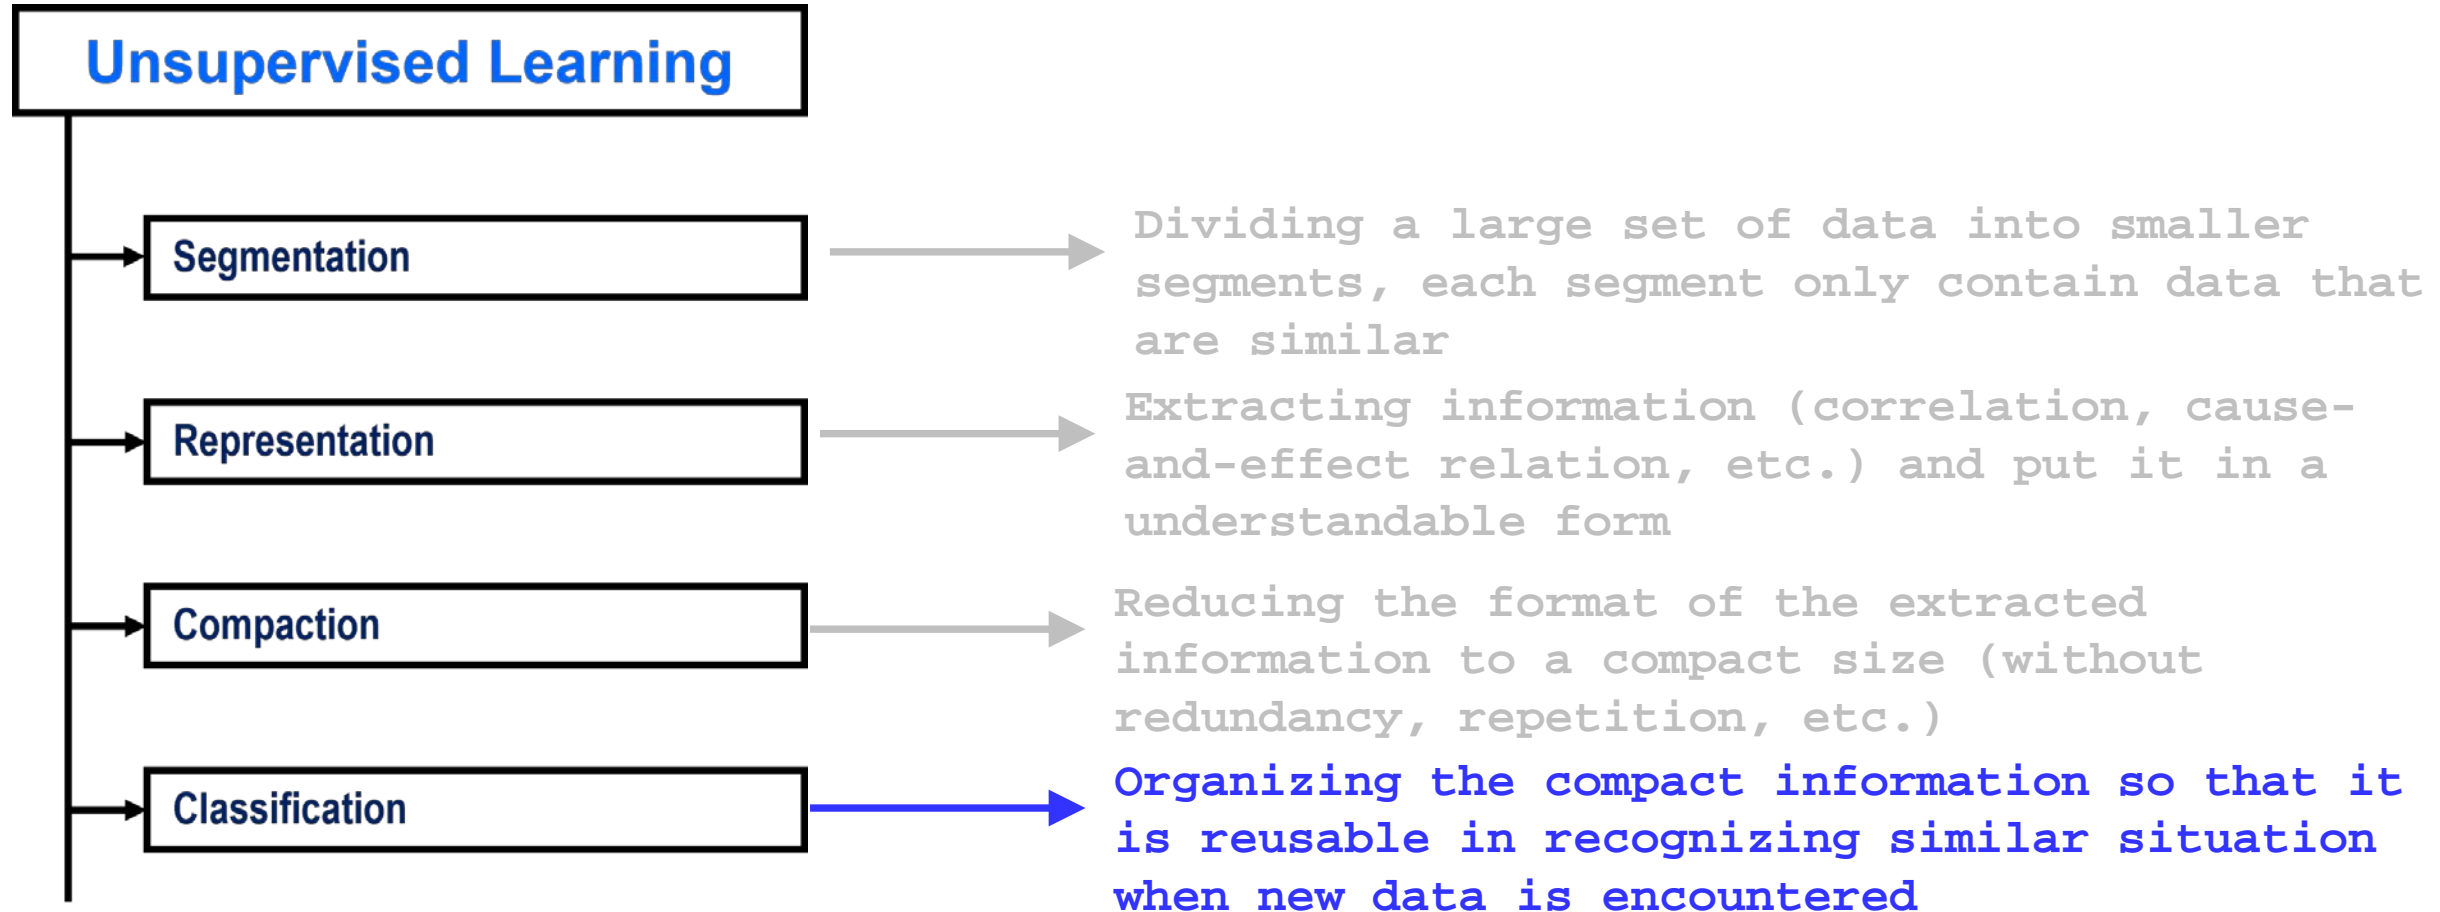 Unsupervised Learning
Segmentation
Dividing a large set of data into smaller
segments, each segment only contain data that
are similar
Representation
Extracting information (correlation, cause-
and-effect relation, etc.) and put it in a
understandable form
Compaction
Reducing the format of the extracted
information to a compact size (without
redundancy, repetition, etc.)
Classification
Organizing the compact information so that it
is reusable in recognizing similar situation
when new data is encountered